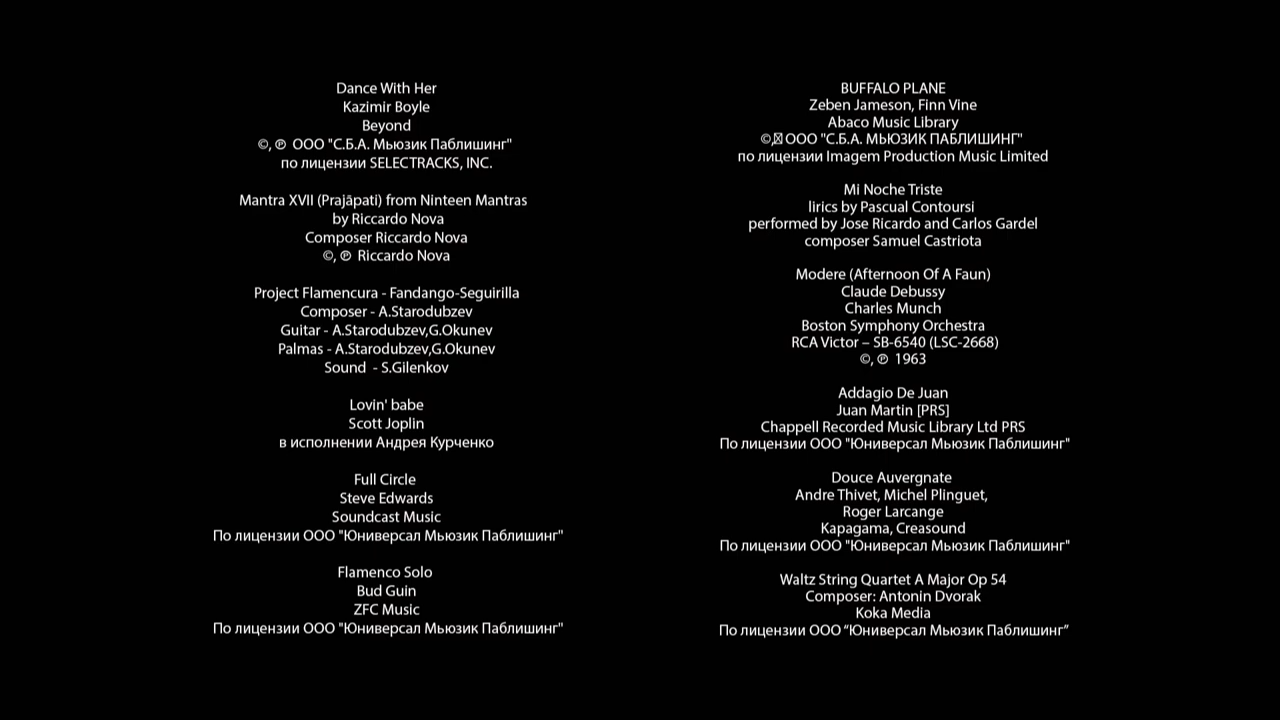 Dance With Her
Kazimir Boyle
Beyond
©, ℗ ООО "С.Б.А. Мьюзик Паблишинг"
по лицензии SELECTRACKS, INC.
Mantra XVII (Prajāpati) from Ninteen Mantras
by Riccardo Nova
Composer Riccardo Nova
©, ℗ Riccardo Nova
Project Flamencura - Fandango-Seguirilla
Composer - A.Starodubzev
Guitar - A.Starodubzev,G.Okunev
Palmas - A.Starodubzev,G.Okunev
Sound - S.Gilenkov
Lovin' babe
Scott Joplin
в исполнении Андрея Курченко
Full Circle
Steve Edwards
Soundcast Music
По лицензии ООО "Юниверсал Мьюзик Паблишинг"
Flamenco Solo
Bud Guin
ZFC Music
По лицензии ООО "Юниверсал Мьюзик Паблишинг"
BUFFALO PLANE
Zeben Jameson, Finn Vine
Abaco Music Library
©, ООО "С.Б.А. МЬЮЗИК ПАБЛИШИНГ"
по лицензии Imagem Production Music Limited
Mi Noche Triste
lirics by Pascual Contoursi
performed by Jose Ricardo and Carlos Gardel
composer Samuel Castriota
Modere (Afternoon Of A Faun)
Claude Debussy
Charles Munch
Boston Symphony Orchestra
RCA Victor – SB-6540 (LSC-2668)
©, ℗ 1963
Addagio De Juan
Juan Martin [PRS]
Chappell Recorded Music Library Ltd PRS
По лицензии ООО "Юниверсал Мьюзик Паблишинг"
Douce Auvergnate
Andre Thivet, Michel Plinguet,
Roger Larcange
Kapagama, Creasound
По лицензии ООО "Юниверсал Мьюзик Паблишинг"
Waltz String Quartet A Major Op 54
Composer: Antonin Dvorak
Koka Media
По лицензии ООО “Юниверсал Мьюзик Паблишинг”